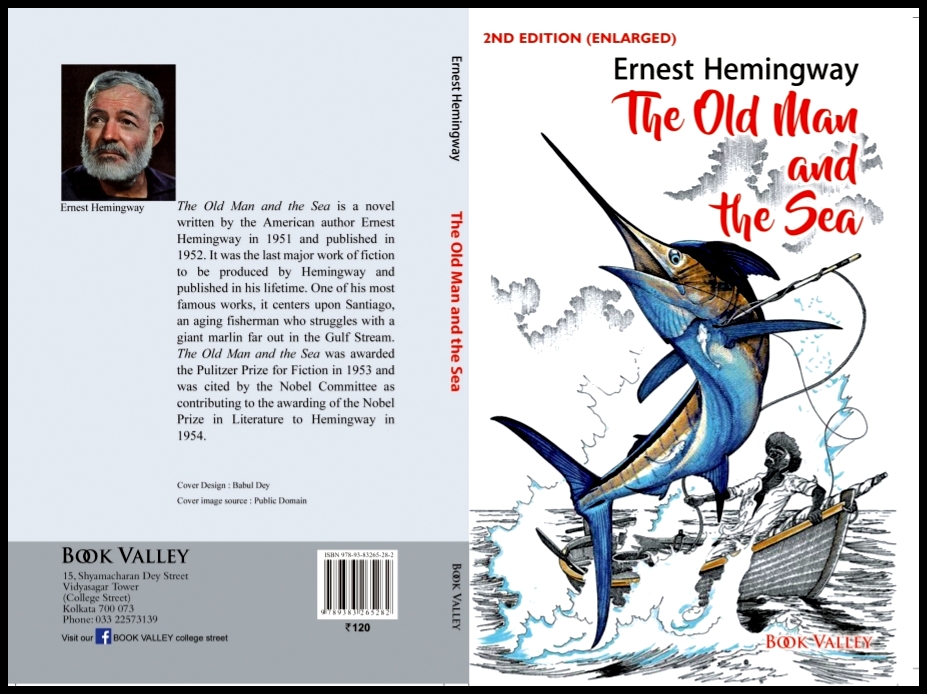 Ernest Hemingway
The Old Man and the Sea is a novel
written by the American author Ernest
Hemingway in 1951 and published in
1952. It was the last major work of fiction
to be produced by Hemingway and
published in his lifetime. One of his most
famous works, it centers upon Santiago,
an aging fisherman who struggles with a
giant marlin far out in the Gulf Stream.
The Old Man and the Sea was awarded
the Pulitzer Prize for Fiction in 1953 and
was cited by the Nobel Committee as
contributing to the awarding of the Nobel
Prize in Literature to Hemingway in
1954.
Cover Design : Babul Dey
Cover image source : Public Domain
BOOK VALLEY
15, Shyamacharan Dey Street
Vidyasagar Tower
(College Street)
Kolkata 700 073
Phone: 033 22573139
Visit our f BOOK VALLEY college street
ISBN 978-93-83265-28-2
9 789383 265282
₹120
Ernest Hemingway
The Old Man and the Sea
BOOK VALLEY
2ND EDITION (ENLARGED)
Ernest Hemingway
The Old Man
and
the Sea
BOOK VALLEY